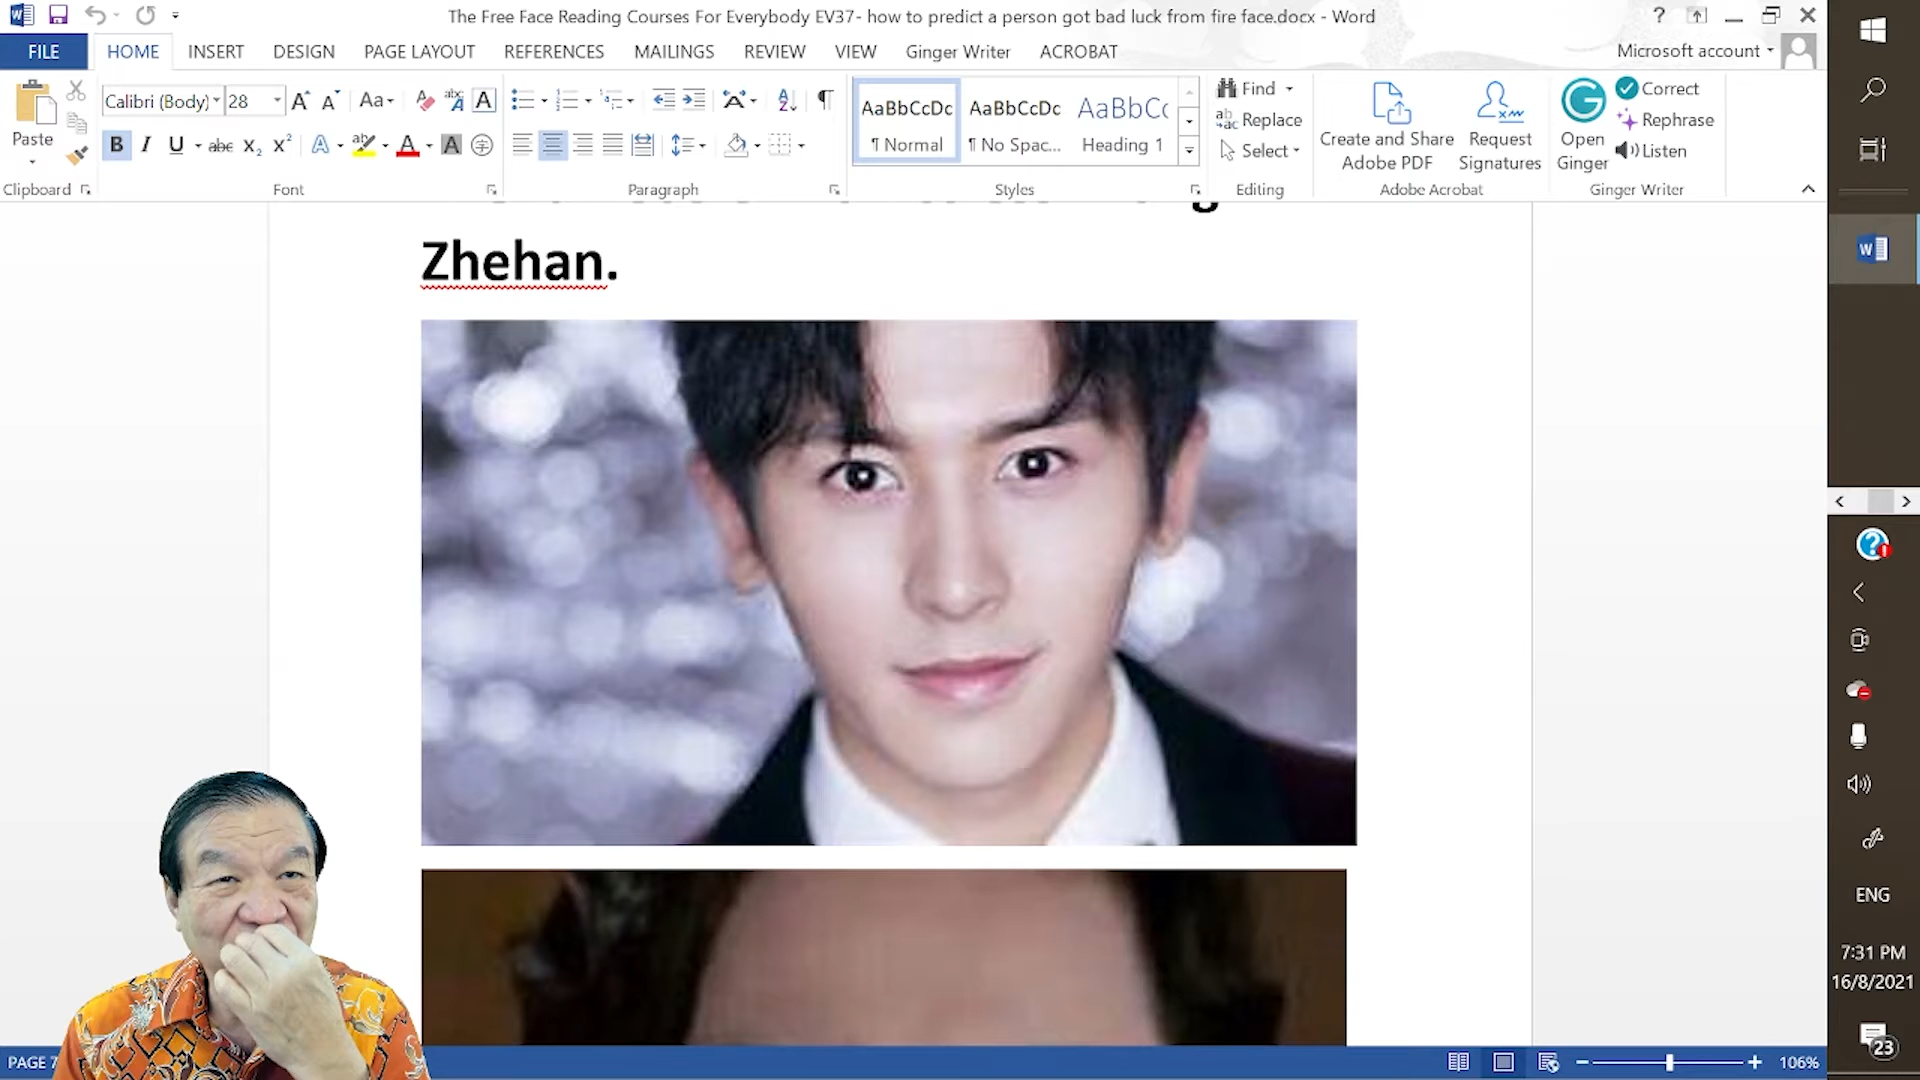 The Free Face Reading Courses For Everybody EV37- how to predict a person got bad luck from fire face.docx - Word
FILE HOME INSERT DESIGN PAGE LAYOUT REFERENCES MAILINGS REVIEW VIEW Ginger Writer ACROBAT Microsoft account
Calibri (Body) 28 Aa
AaBbCcDc AaBbCcDc AaBbCc
Find
Correct
Paste
Replace
Create and Share Adobe PDF
Request Signatures
Open Ginger
Rephrase
¶ Normal ¶ No Spac... Heading 1
Select
Listen
Clipboard Font Paragraph Styles Editing Adobe Acrobat Ginger Writer
Zhehan.
ENG
7:31 PM
16/8/2021
23
PAGE 7
106%